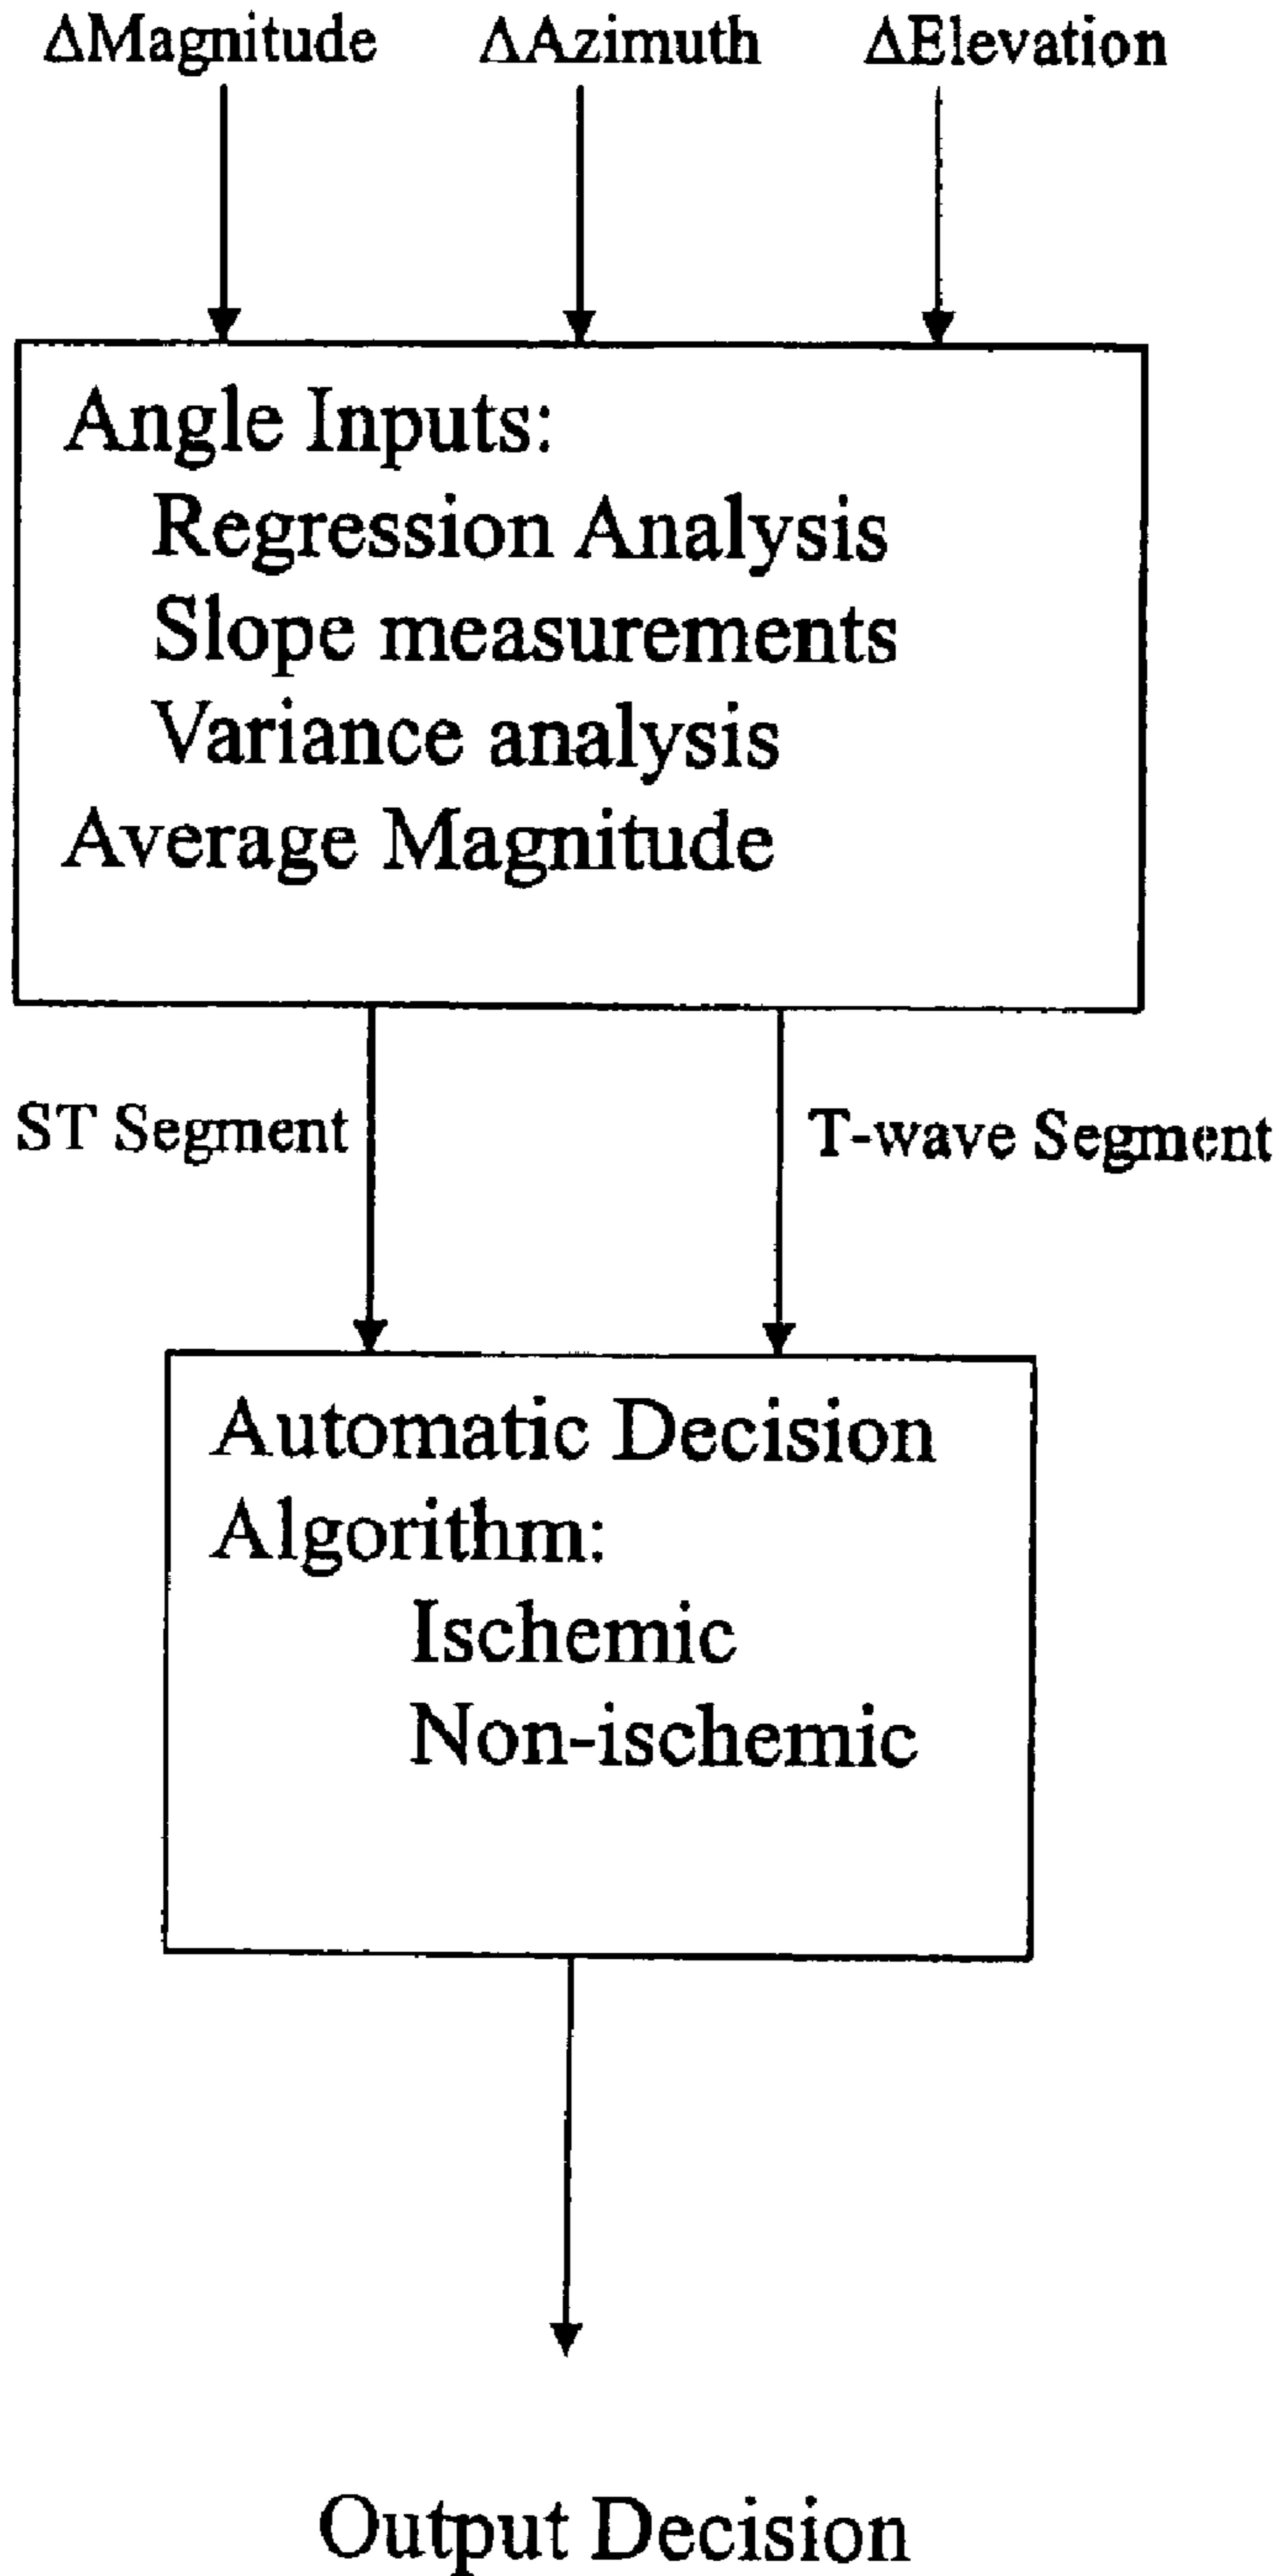 ΔMagnitude ΔAzimuth ΔElevation
Angle Inputs:
Regression Analysis
Slope measurements
Variance analysis
Average Magnitude
ST Segment T-wave Segment
Automatic Decision
Algorithm:
Ischemic
Non-ischemic
Output Decision